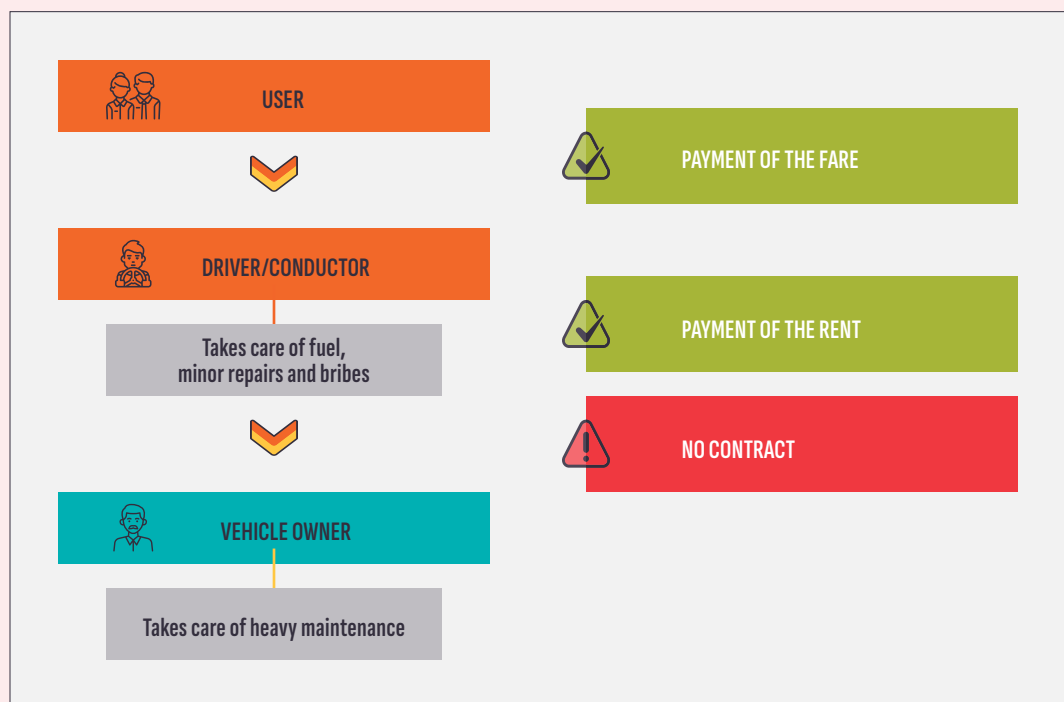 USER
PAYMENT OF THE FARE
DRIVER/CONDUCTOR
Takes care of fuel,
minor repairs and bribes
PAYMENT OF THE RENT
NO CONTRACT
VEHICLE OWNER
Takes care of heavy maintenance